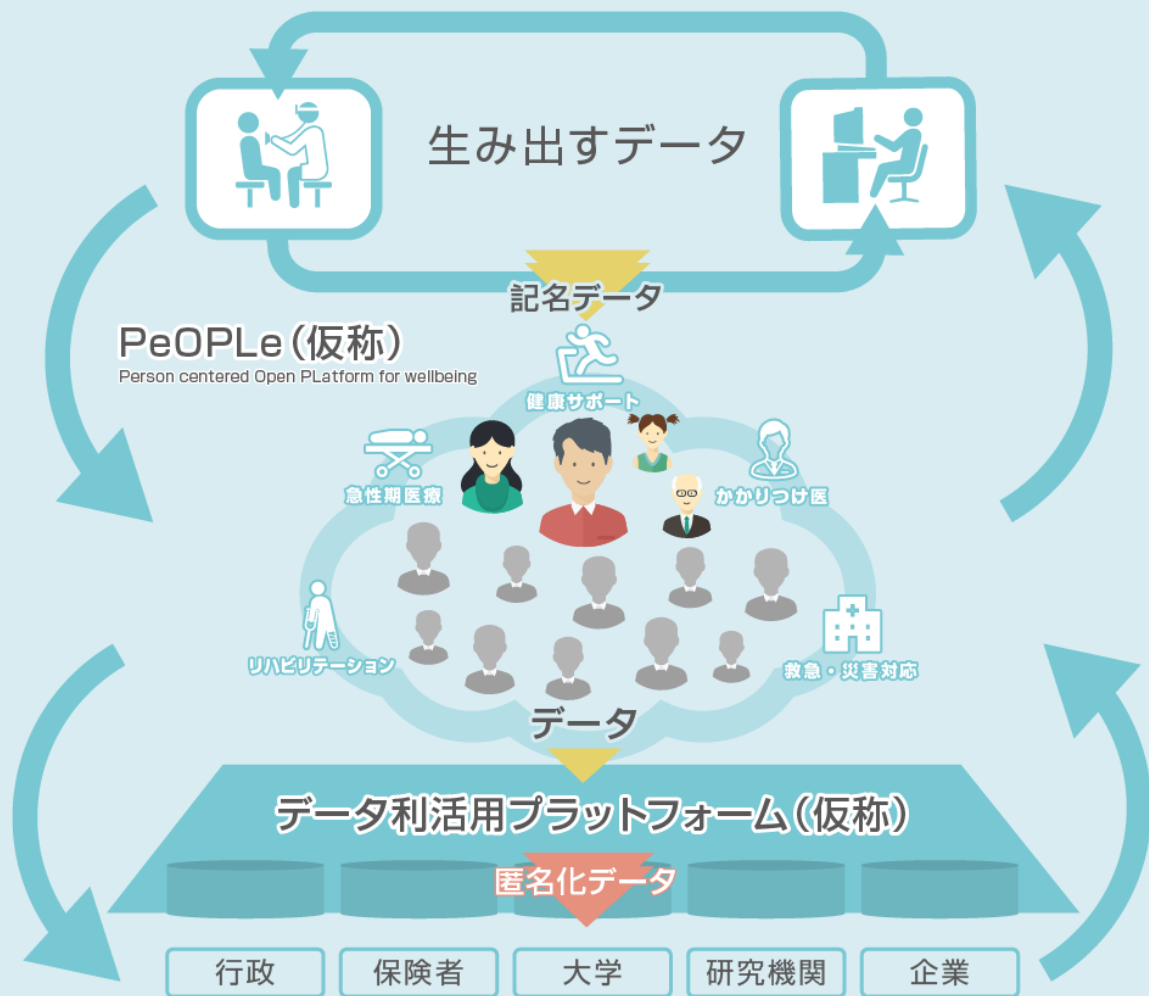 生み出すデータ
記名データ
PeOPLe（仮称）
Person centered Open PLatform for wellbeing
健康サポート
急性期医療
かかりつけ医
リハビリテーション
救急・災害対応
データ
データ利活用プラットフォーム（仮称）
匿名化データ
行政
保険者
大学
研究機関
企業